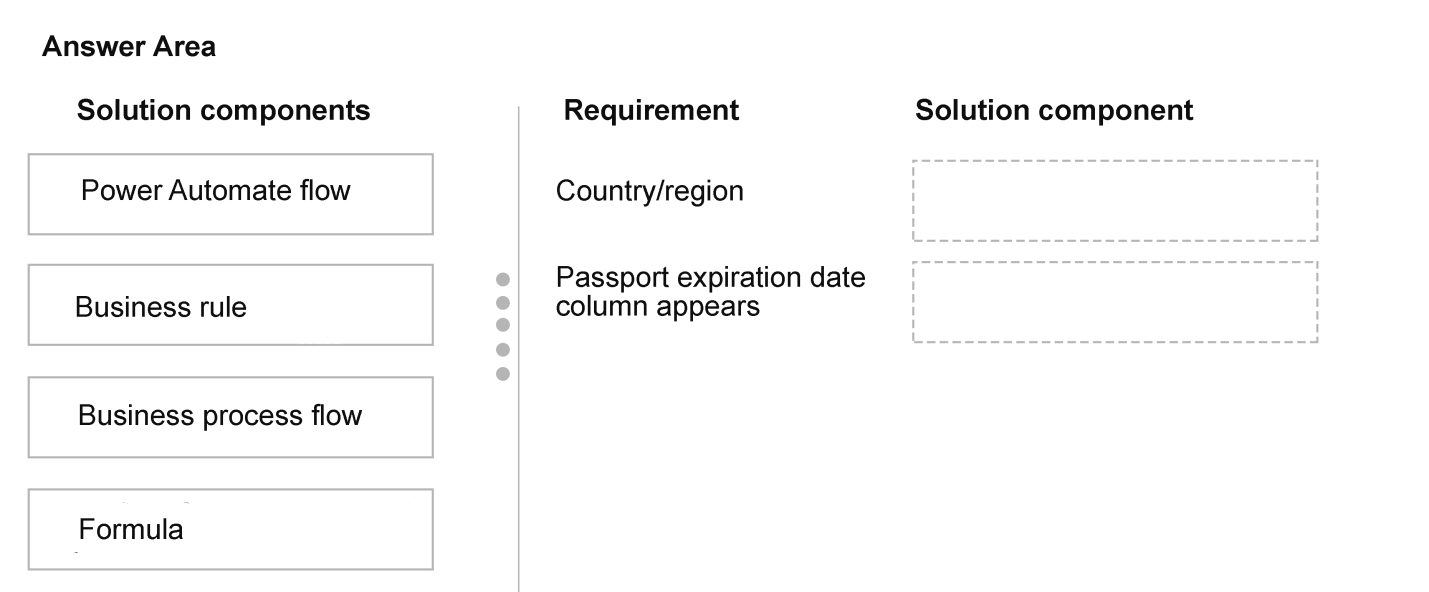 Answer Area
Solution components
Requirement
Solution component
Power Automate flow
Country/region
Business rule
Passport expiration date
column appears
Business process flow
Formula